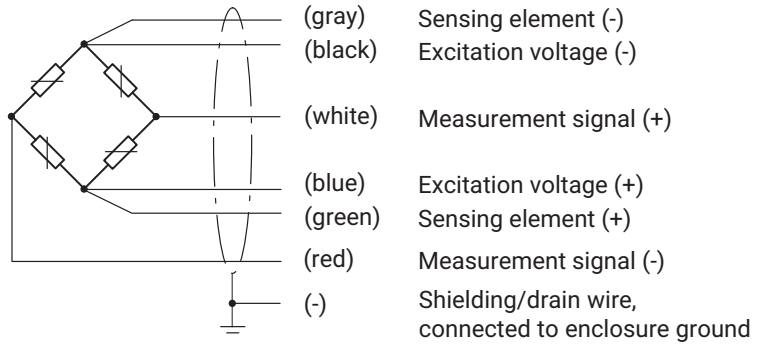 (gray) Sensing element (-)
(black) Excitation voltage (-)
(white) Measurement signal (+)
(blue) Excitation voltage (+)
(green) Sensing element (+)
(red) Measurement signal (-)
(-) Shielding/drain wire,
connected to enclosure ground